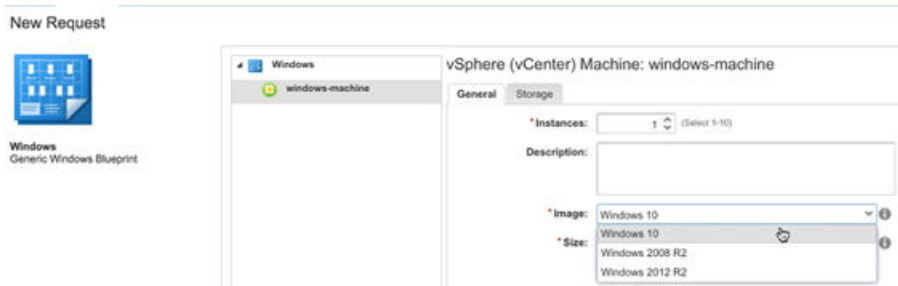 New Request
Windows
Generic Windows Blueprint
Windows
windows-machine
vSphere (vCenter) Machine: windows-machine
General Storage
*Instances: 1 (Select 1-10)
Description:
*Image: Windows 10
*Size:
Windows 10
Windows 2008 R2
Windows 2012 R2